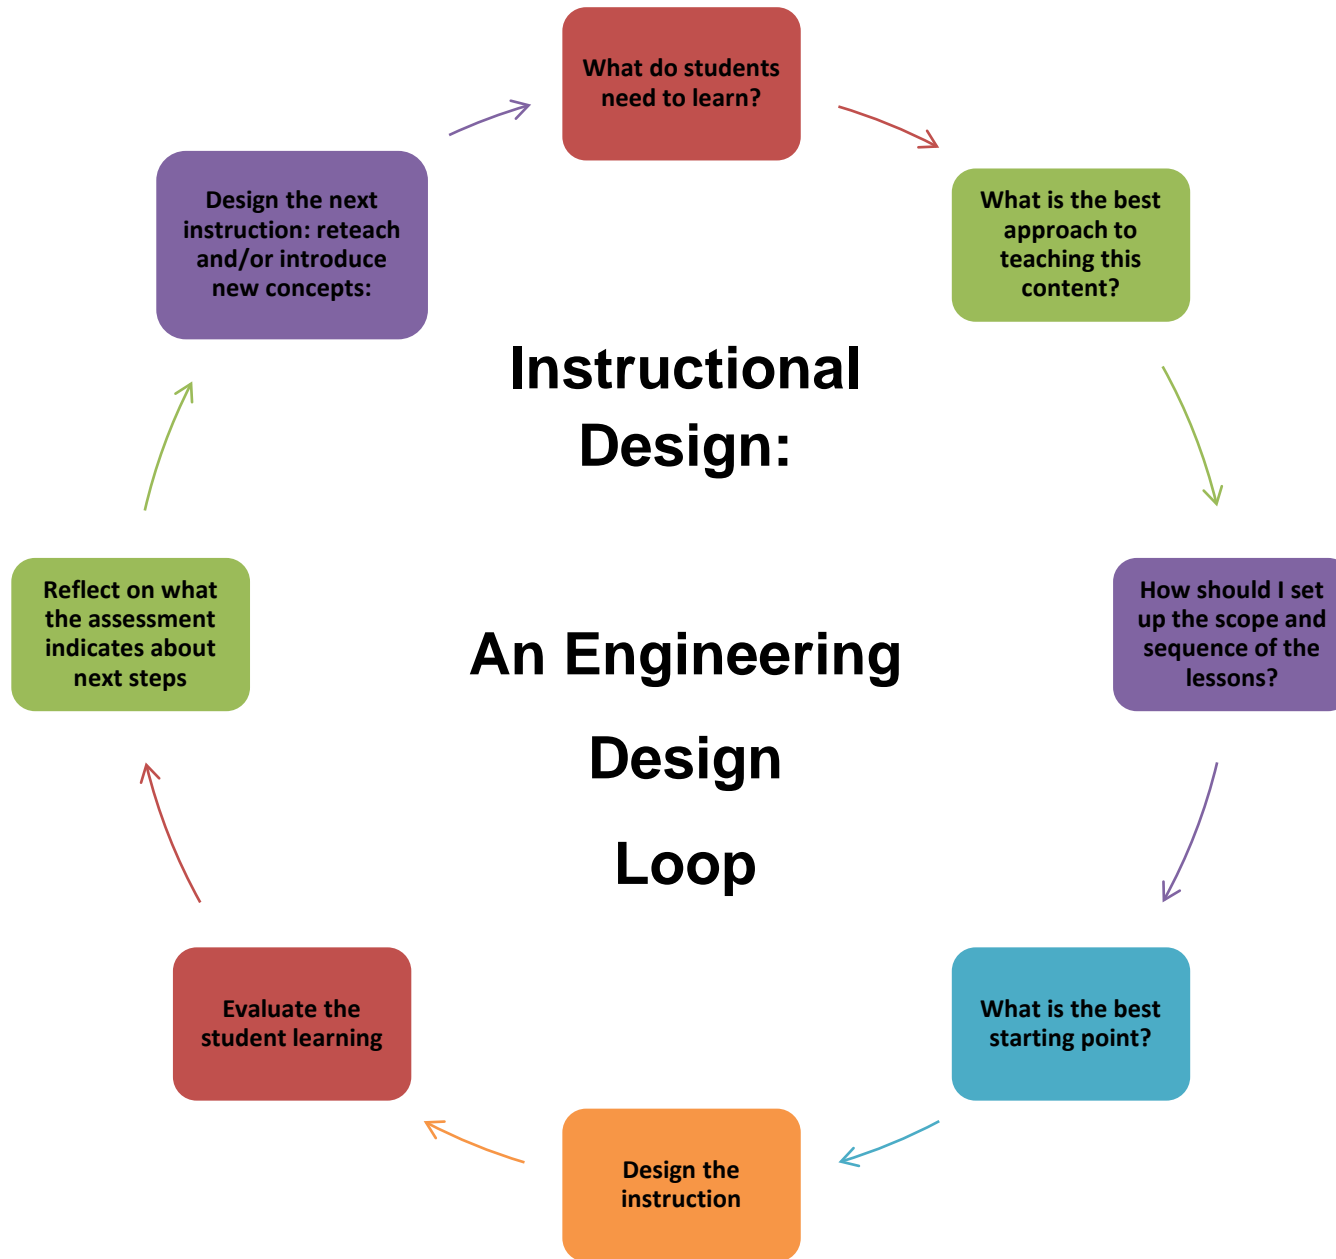 What do students
need to learn?
What is the best
approach to
teaching this
content?
How should I set
up the scope and
sequence of the
lessons?
What is the best
starting point?
Design the
instruction
Evaluate the
student learning
Reflect on what
the assessment
indicates about
next steps
Design the next
instruction: reteach
and/or introduce
new concepts:
Instructional
Design:
An Engineering
Design
Loop